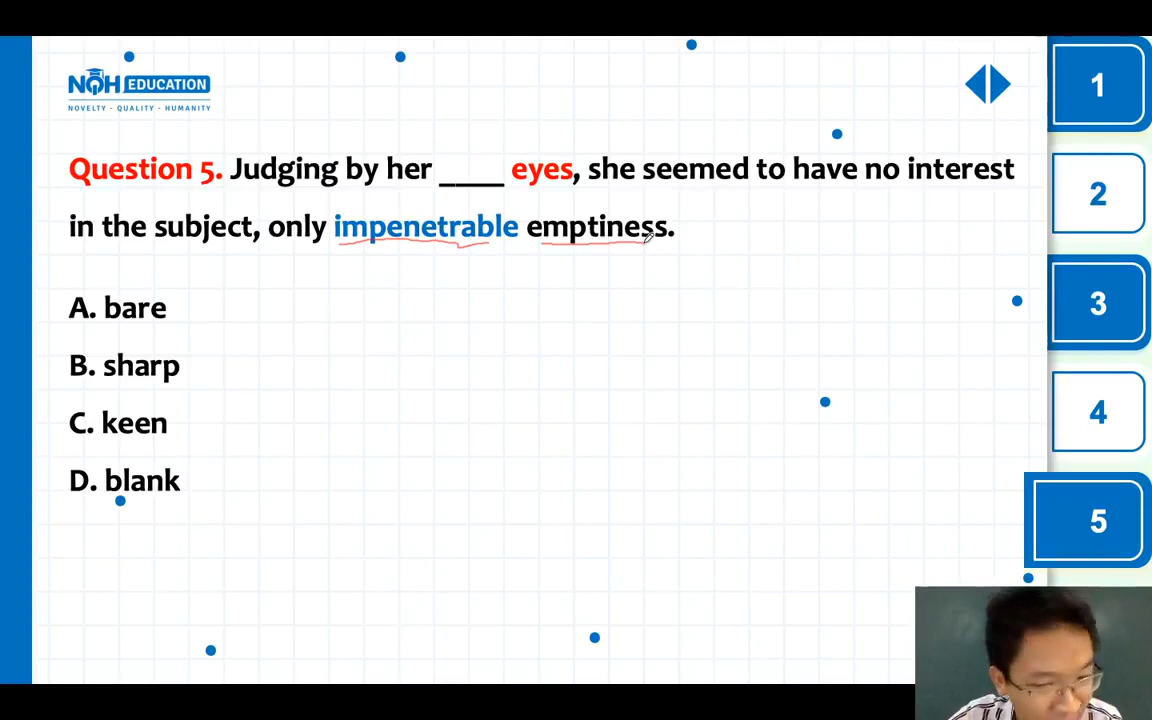 NQH EDUCATION
NOVELTY - QUALITY - HUMANITY
Question 5. Judging by her ____ eyes, she seemed to have no interest
in the subject, only impenetrable emptiness.
A. bare
B. sharp
C. keen
D. blank
1
2
3
4
5